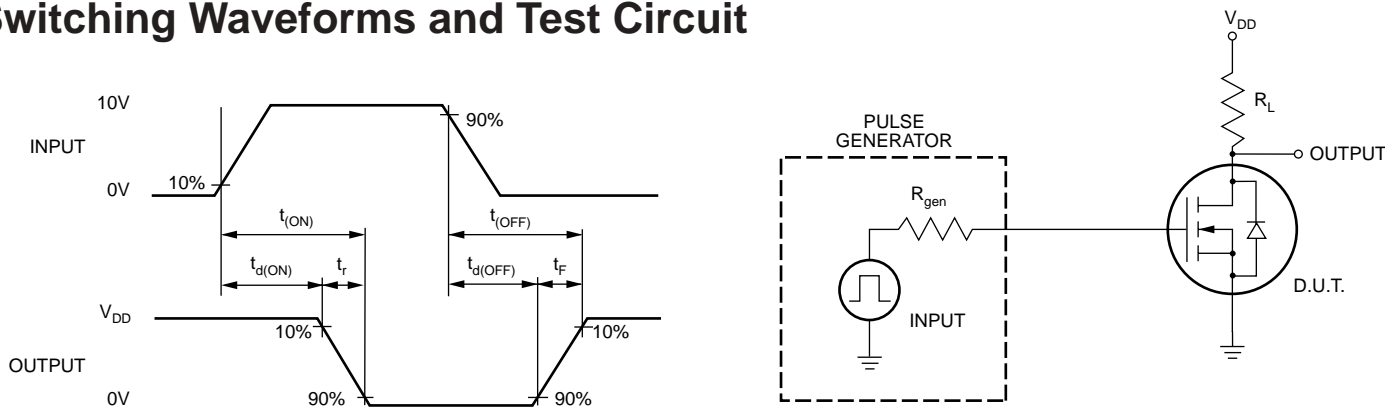 Switching Waveforms and Test Circuit
10V
INPUT
0V
10%
90%
t(ON)
t(OFF)
td(ON)
tr
td(OFF)
tF
VDD
OUTPUT
0V
10%
90%
10%
90%
PULSE
GENERATOR
Rgen
INPUT
VDD
RL
OUTPUT
D.U.T.